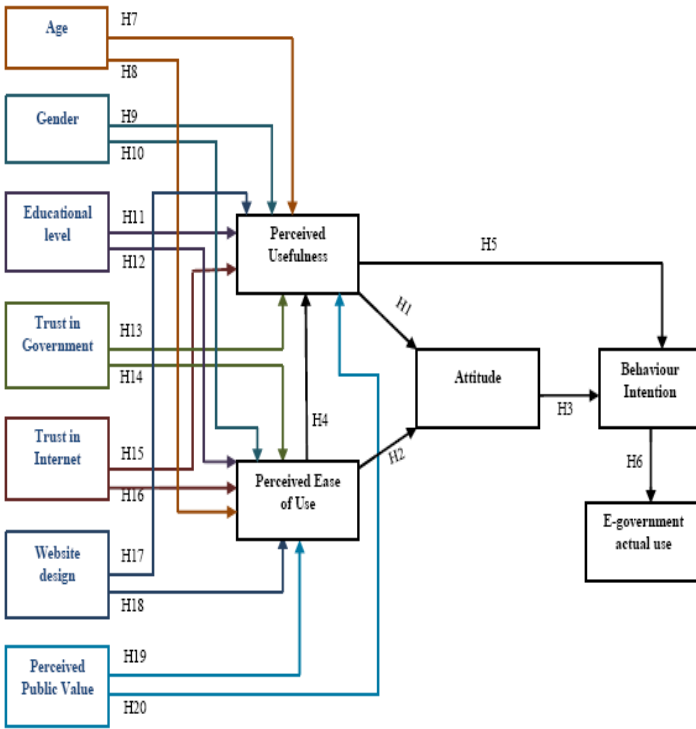 Age
H7
H8
Gender
H9
H10
Educational
level
H11
H12
Trust in
Government
H13
H14
Trust in
Internet
H15
H16
Website
design
H17
H18
Perceived
Public Value
H19
H20
Perceived
Usefulness
H4
Perceived Ease
of Use
H1
H2
H5
Attitude
H3
Behaviour
Intention
H6
E-government
actual use